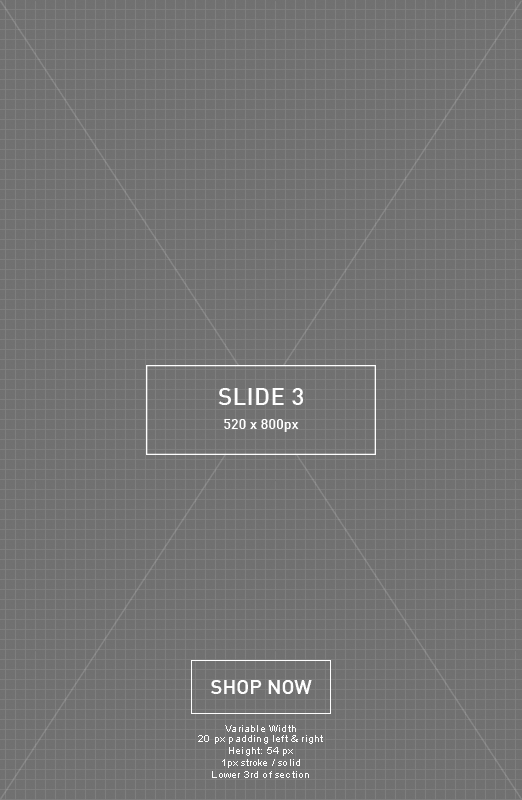 SLIDE 3
520 x 800px
SHOP NOW
Variable Width
20 px padding left & right
Height: 54 px
1px stroke / solid
Lower 3rd of section